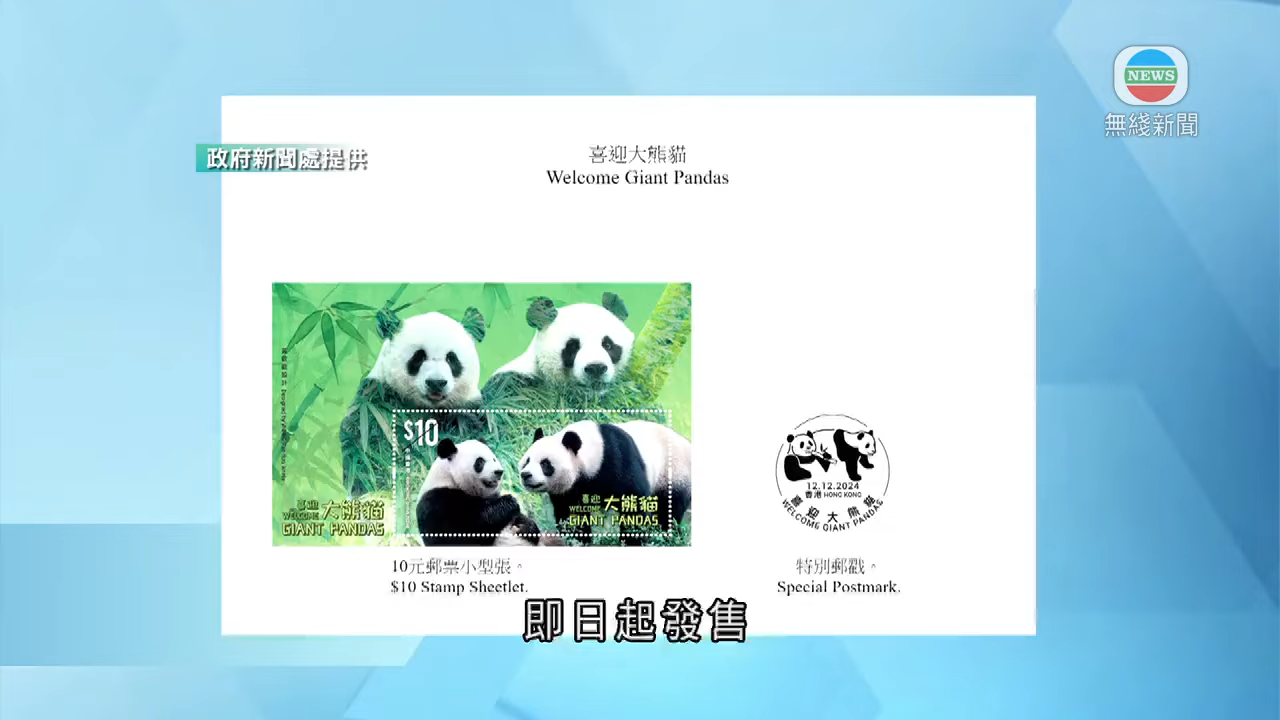 NEWS
無綫新聞
政府新聞處提供
喜迎大熊貓
Welcome Giant Pandas
$10
喜迎
WELCOME
大熊貓
GIANT PANDAS
喜迎
WELCOME
大熊貓
GIANT PANDAS
12.12.2024
香港 HONG KONG
喜迎大熊貓
WELCOME GIANT PANDAS
10元郵票小型張。
$10 Stamp Sheetlet.
特別郵戳。
Special Postmark.
即日起發售